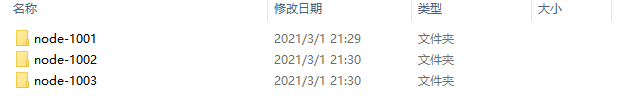 名称 修改日期 类型 大小
node-1001 2021/3/1 21:29 文件夹
node-1002 2021/3/1 21:30 文件夹
node-1003 2021/3/1 21:30 文件夹